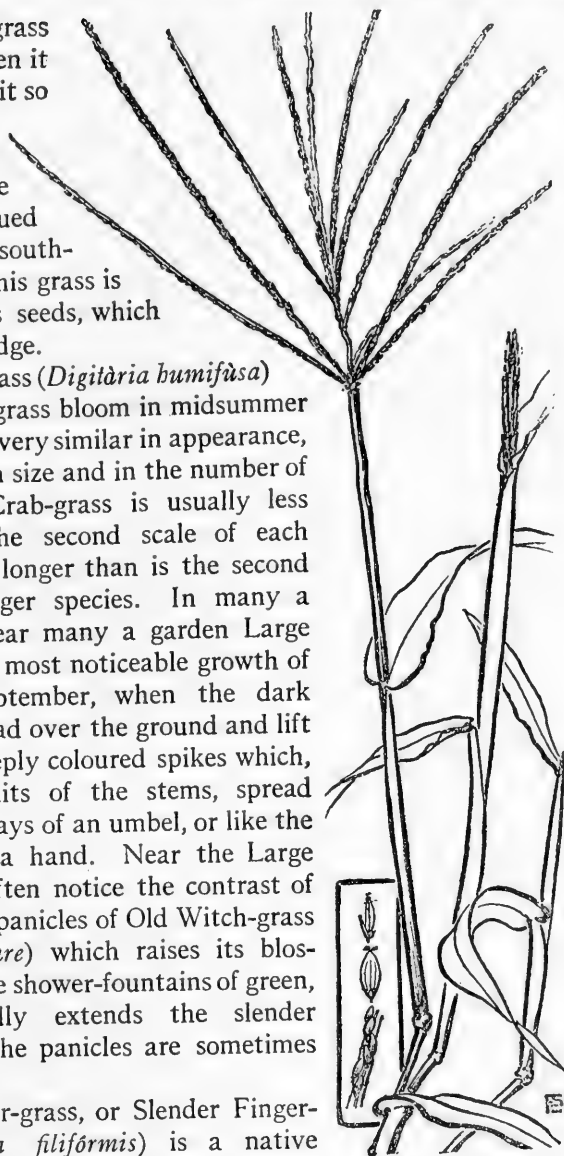 grass
en it
it so
e
ued
south-
his grass is
s seeds, which
dge.
ass (Digitària humifùsa)
grass bloom in midsummer
very similar in appearance,
size and in the number of
Crab-grass is usually less
he second scale of each
longer than is the second
ger species. In many a
ear many a garden Large
most noticeable growth of
ptember, when the dark
ad over the ground and lift
eply coloured spikes which,
its of the stems, spread
ays of an umbel, or like the
a hand. Near the Large
ften notice the contrast of
panicles of Old Witch-grass
re) which raises its blos-
e shower-fountains of green,
lly extends the slender
he panicles are sometimes
r-grass, or Slender Finger-
a filifórmis) is a native